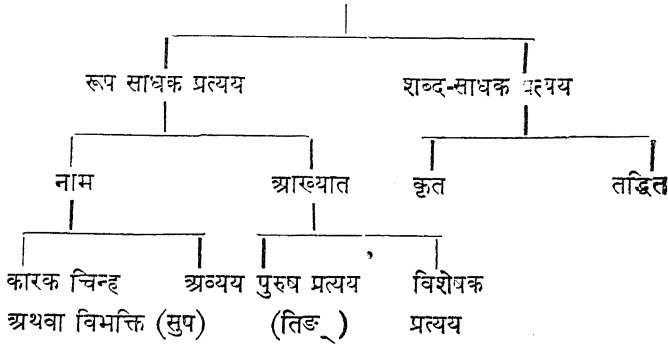 रूप साधक प्रत्यय शब्द-साधक प्रत्यय
नाम आख्यात कृत तद्धित
कारक चिन्ह अव्यय पुरुष प्रत्यय विशेषक
अथवा विभक्ति (सुप) (तिङ्) प्रत्यय